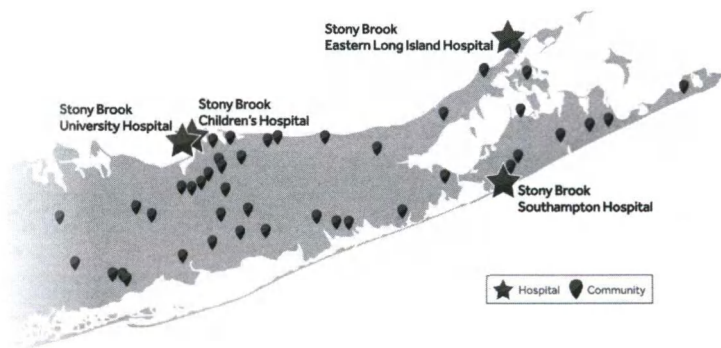 Stony Brook
Eastern Long Island Hospital
Stony Brook
University Hospital
Stony Brook
Children's Hospital
Stony Brook
Southampton Hospital
Hospital
Community